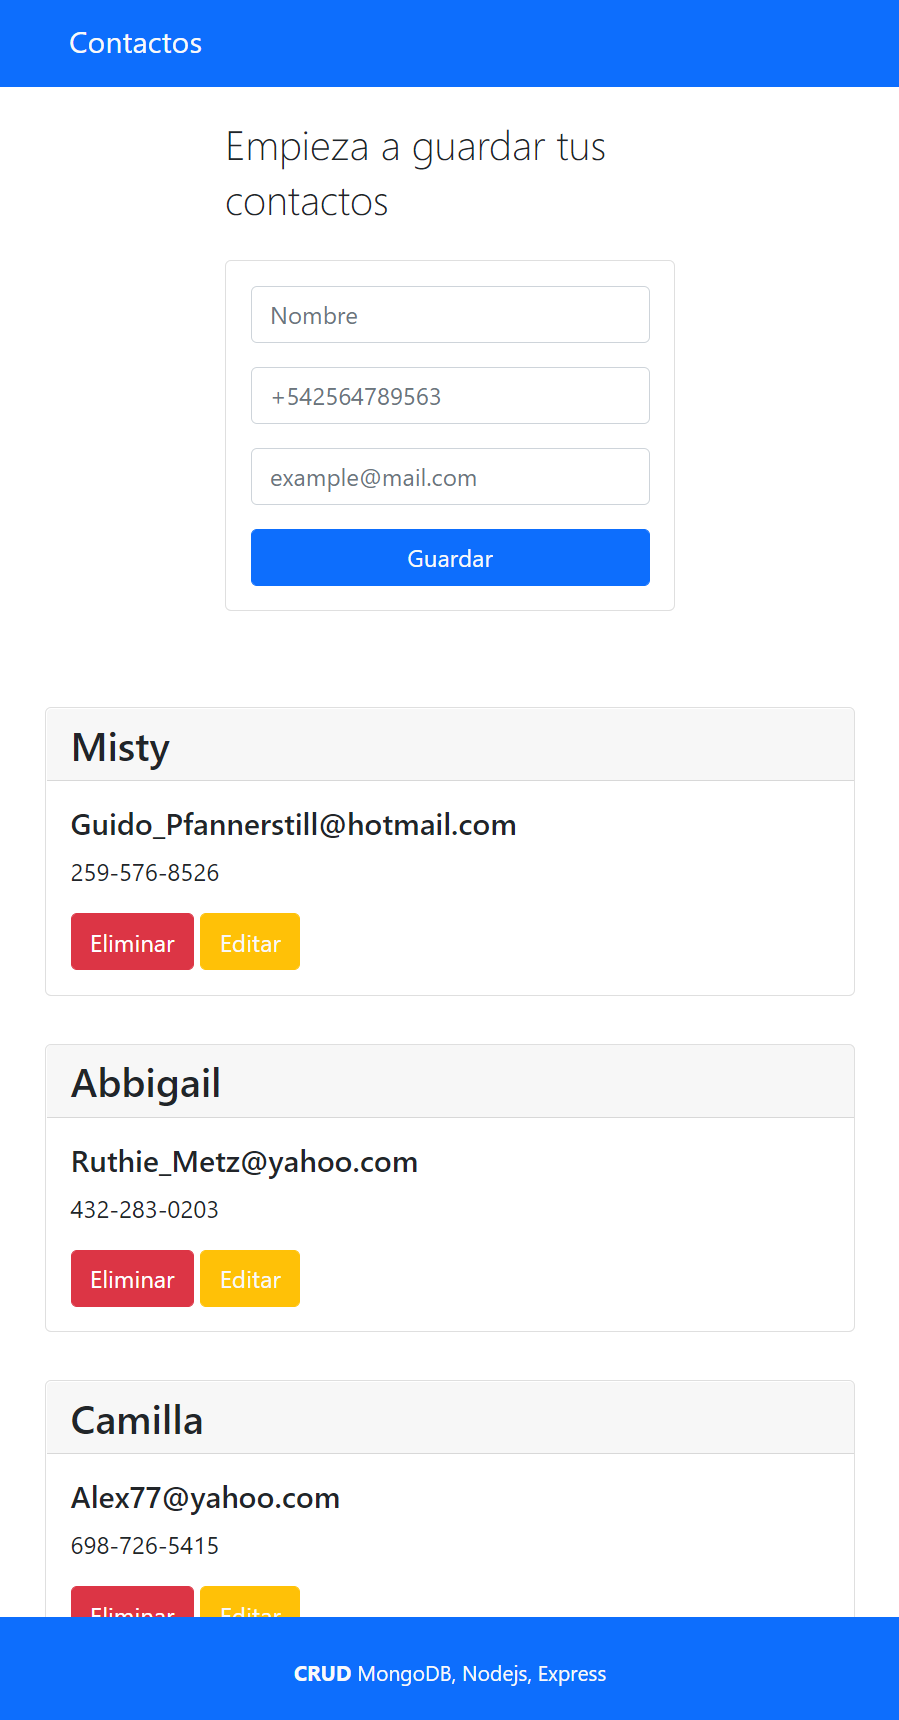 Contactos
Empieza a guardar tus
contactos
Nombre
+542564789563
example@mail.com
Guardar
Misty
Guido_Pfannerstill@hotmail.com
259-576-8526
Eliminar Editar
Abbigail
Ruthie_Metz@yahoo.com
432-283-0203
Eliminar Editar
Camilla
Alex77@yahoo.com
698-726-5415
Eliminar Editar
CRUD MongoDB, Nodejs, Express